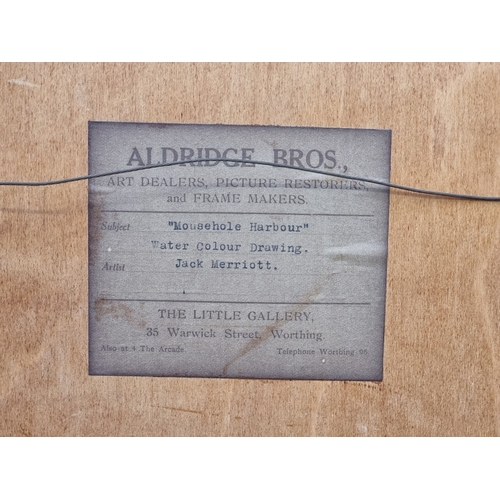 ALDRIDGE BROS.,
ART DEALERS, PICTURE RESTORERS,
and FRAME MAKERS.
Subject "Mousehole Harbour"
Water Colour Drawing.
Artist Jack Merriott.
THE LITTLE GALLERY,
35 Warwick Street, Worthing
Also at 4 The Arcade. Telephone Worthing 95